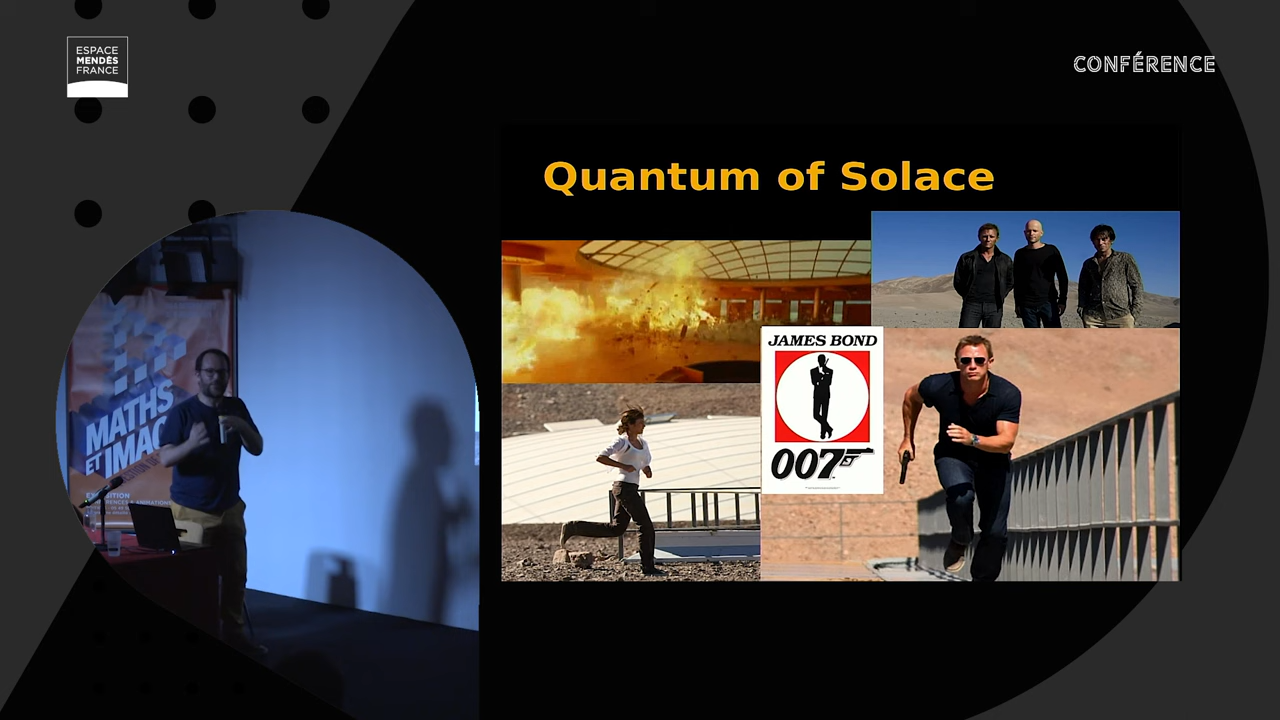 ESPACE
MENDÈS
FRANCE
CONFÉRENCE
Quantum of Solace
JAMES BOND
007
MATHS
ET IMAG